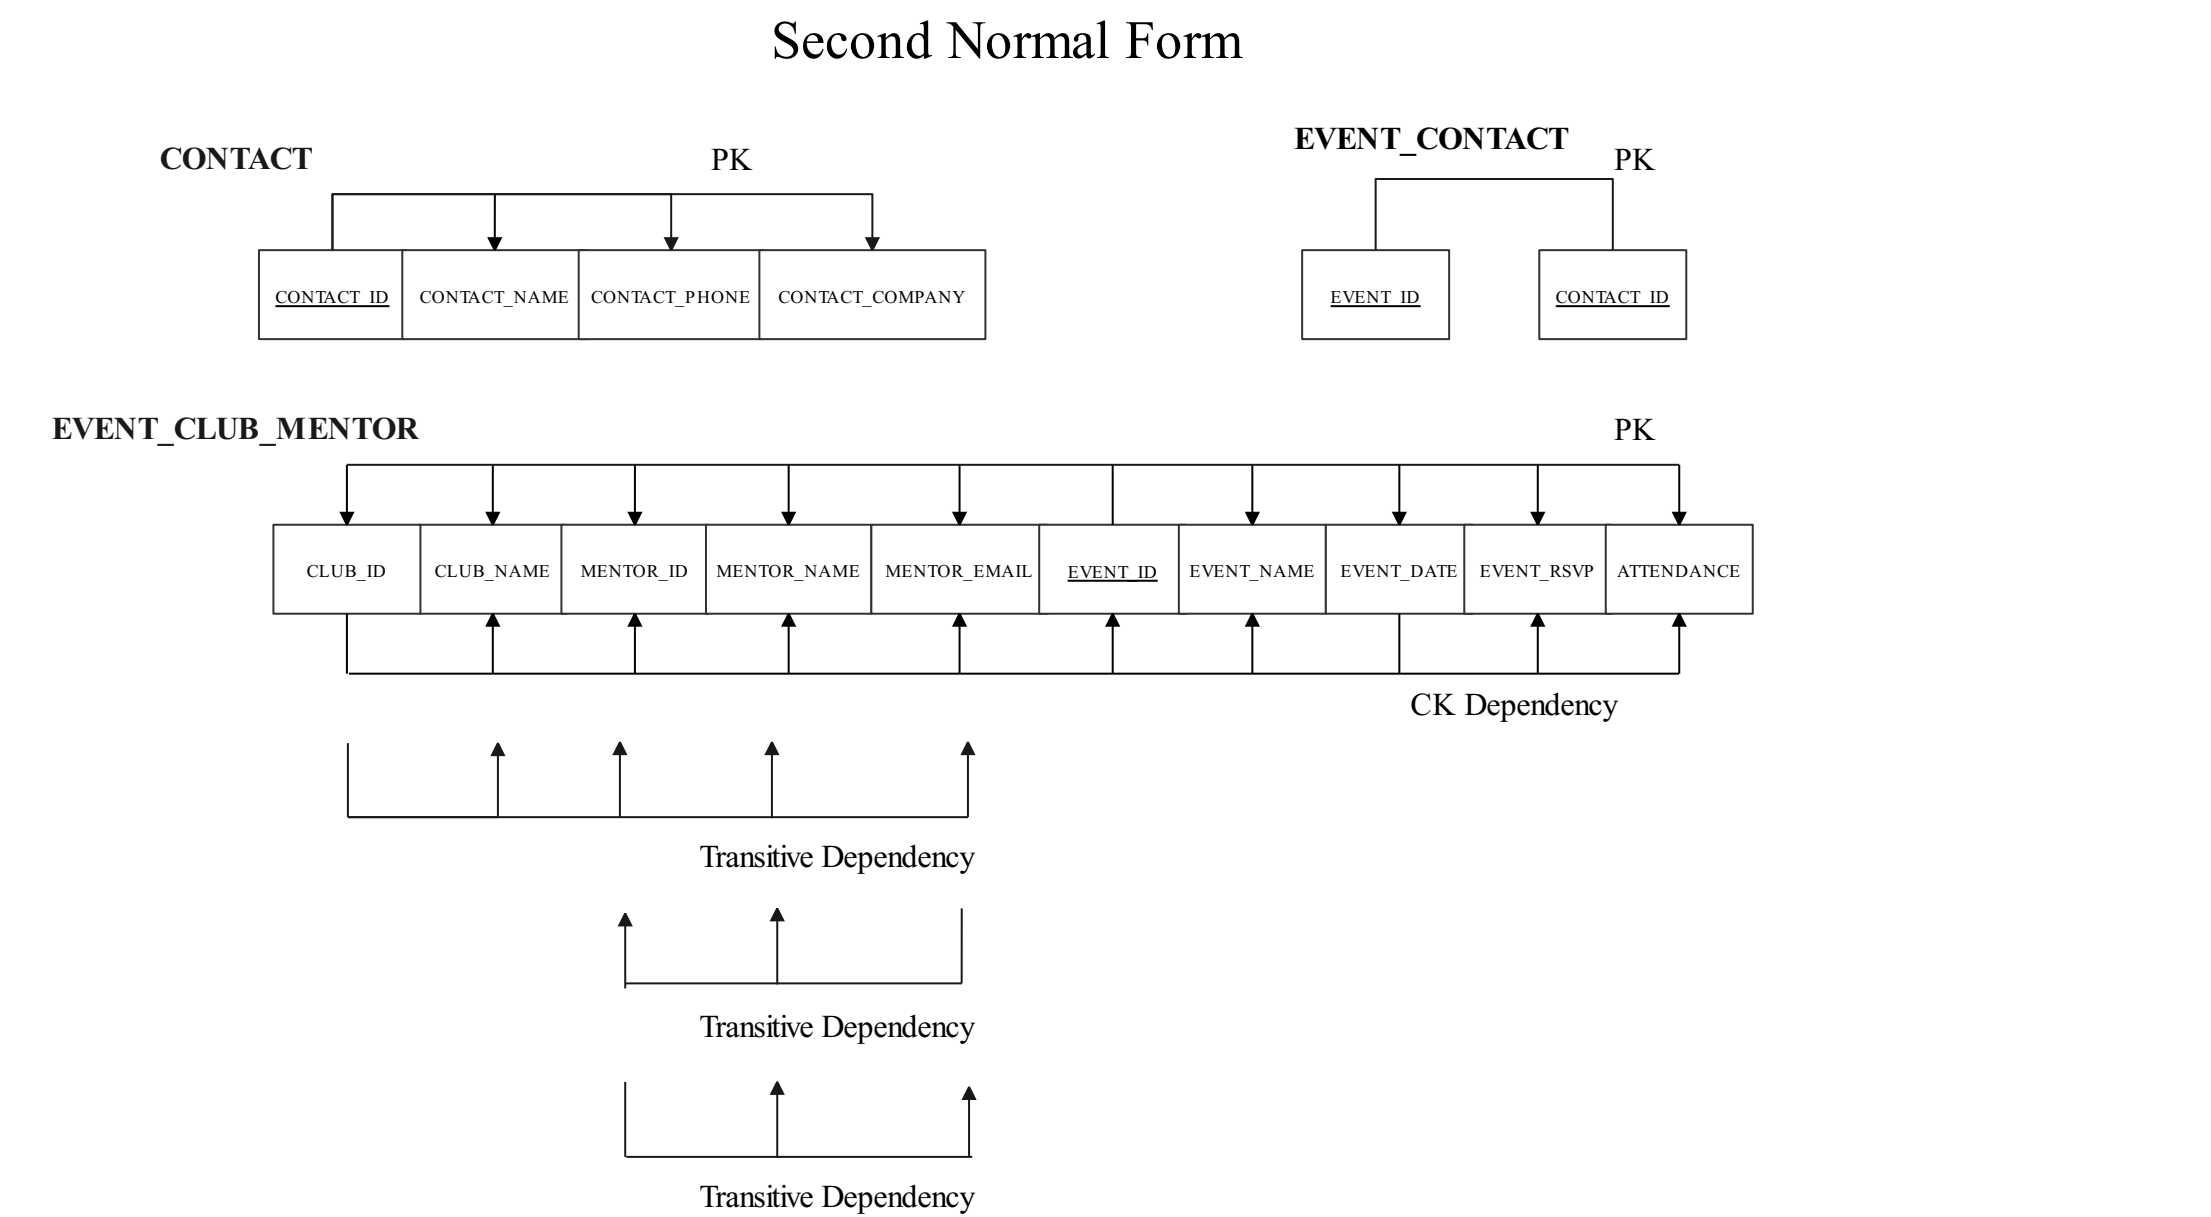 Second Normal Form
CONTACT
PK
CONTACT_ID CONTACT_NAME CONTACT_PHONE CONTACT_COMPANY
EVENT_CONTACT
PK
EVENT_ID CONTACT_ID
EVENT_CLUB_MENTOR
PK
CLUB_ID CLUB_NAME MENTOR_ID MENTOR_NAME MENTOR_EMAIL EVENT_ID EVENT_NAME EVENT_DATE EVENT_RSVP ATTENDANCE
CK Dependency
Transitive Dependency
Transitive Dependency
Transitive Dependency